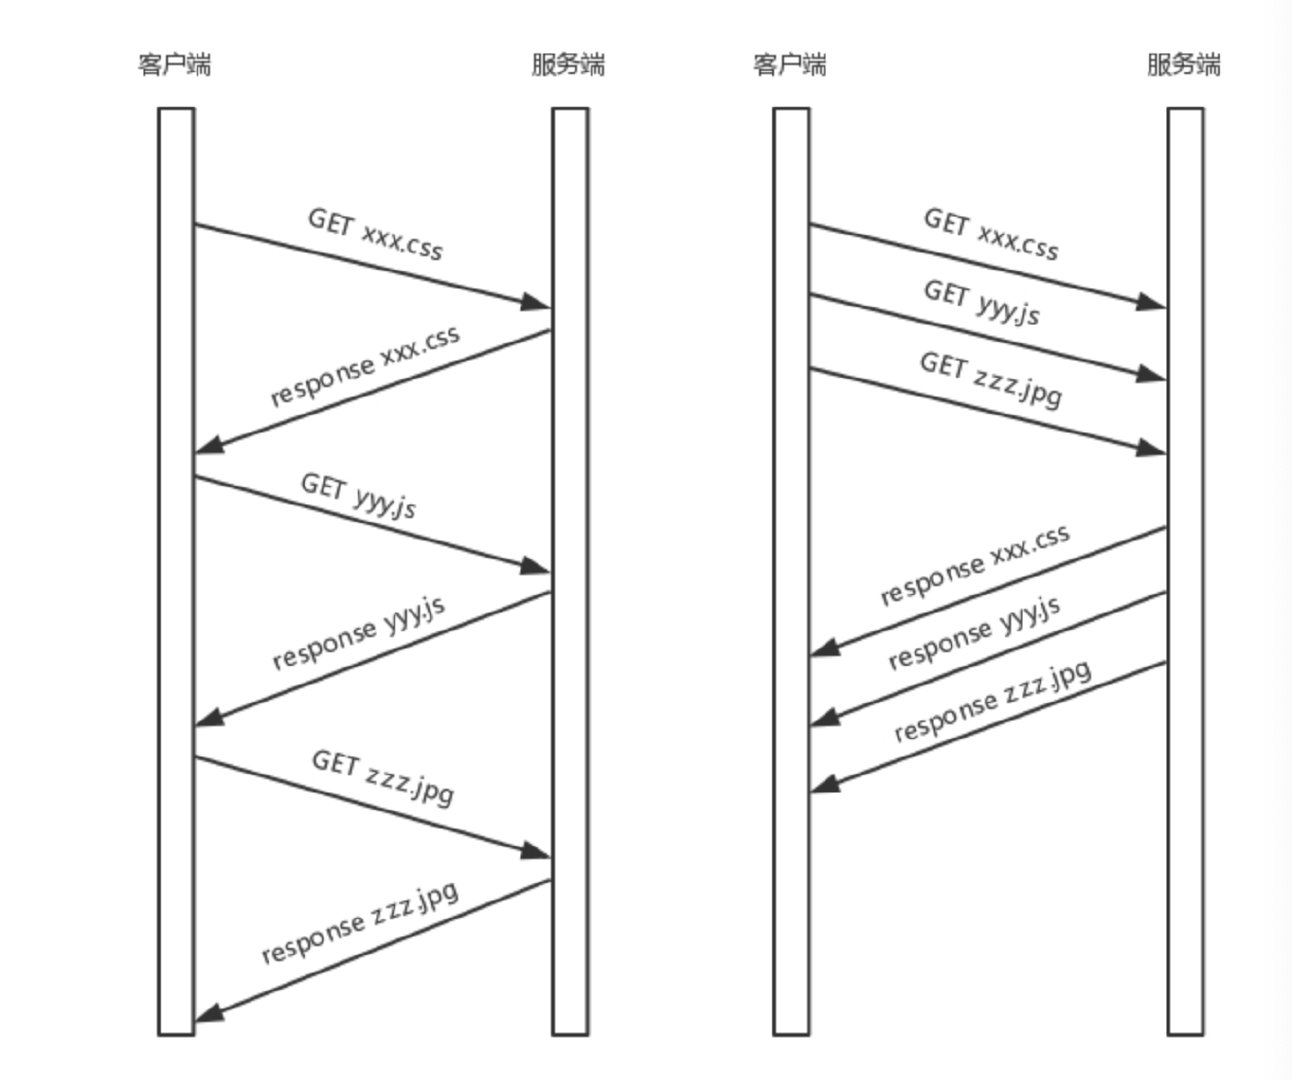 客户端
服务端
GET xxx.css
response xxx.css
GET yyy.js
response yyy.js
GET zzz.jpg
response zzz.jpg
客户端
服务端
GET xxx.css
GET yyy.js
GET zzz.jpg
response xxx.css
response yyy.js
response zzz.jpg